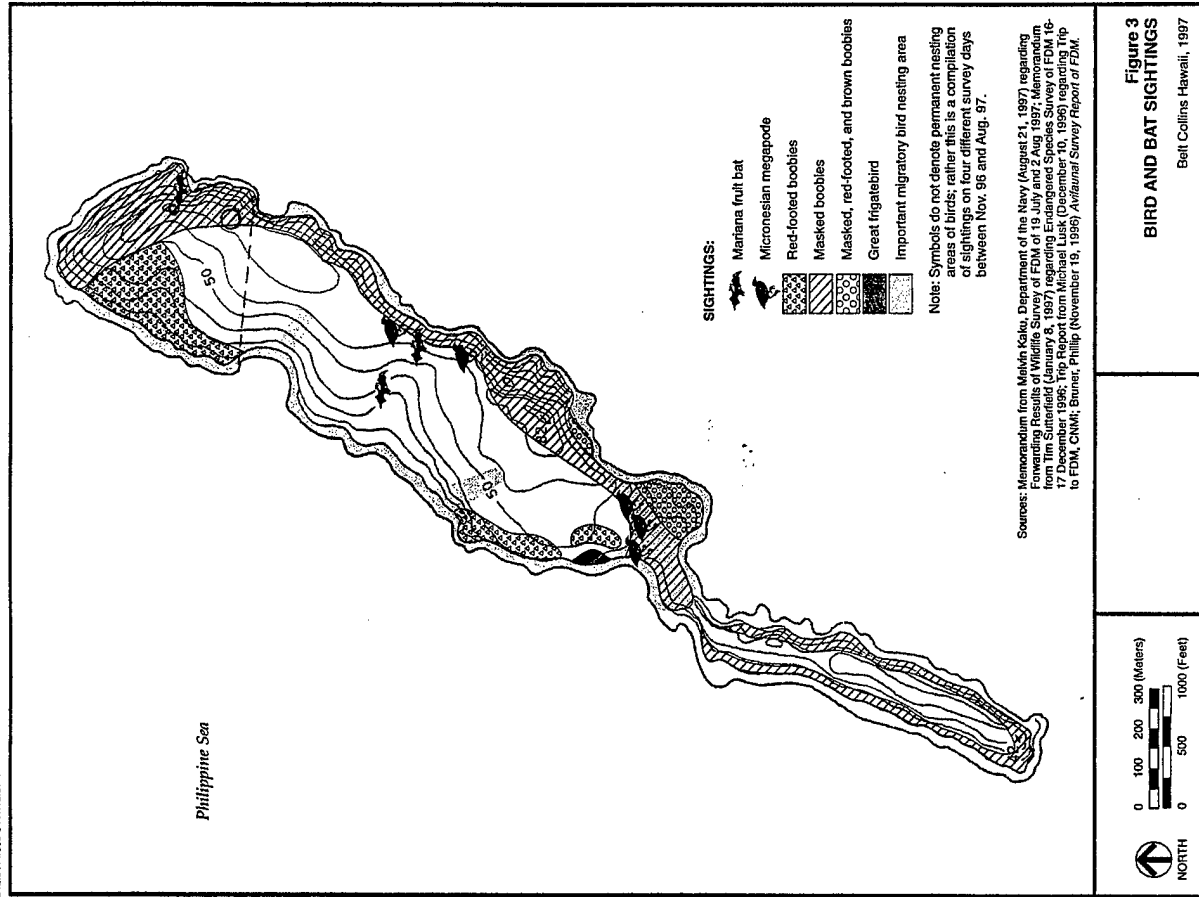 Philippine Sea
50
50
SIGHTINGS:
Mariana fruit bat
Micronesian megapode
Red-footed boobies
Masked boobies
Masked, red-footed, and brown boobies
Great frigatebird
Important migratory bird nesting area
Note: Symbols do not denote permanent nesting
areas of birds; rather this is a compilation
of sightings on four different survey days
between Nov. 96 and Aug. 97.
Sources: Memorandum from Melvin Kaku, Department of the Navy (August 21, 1997) regarding
Forwarding Results of Wildlife Survey of FDM of 19 July and 2 Aug 1997; Memorandum
from Tim Sutterfield (January 8, 1997) regarding Endangered Species Survey of FDM 16-
17 December 1996; Trip Report from Michael Lusk (December 10, 1996) regarding Trip
to FDM, CNMI; Bruner, Phillip (November 19, 1996) Avifaunal Survey Report of FDM.
NORTH
0 100 200 300 (Meters)
0 500 1000 (Feet)
Figure 3
BIRD AND BAT SIGHTINGS
Belt Collins Hawaii, 1997